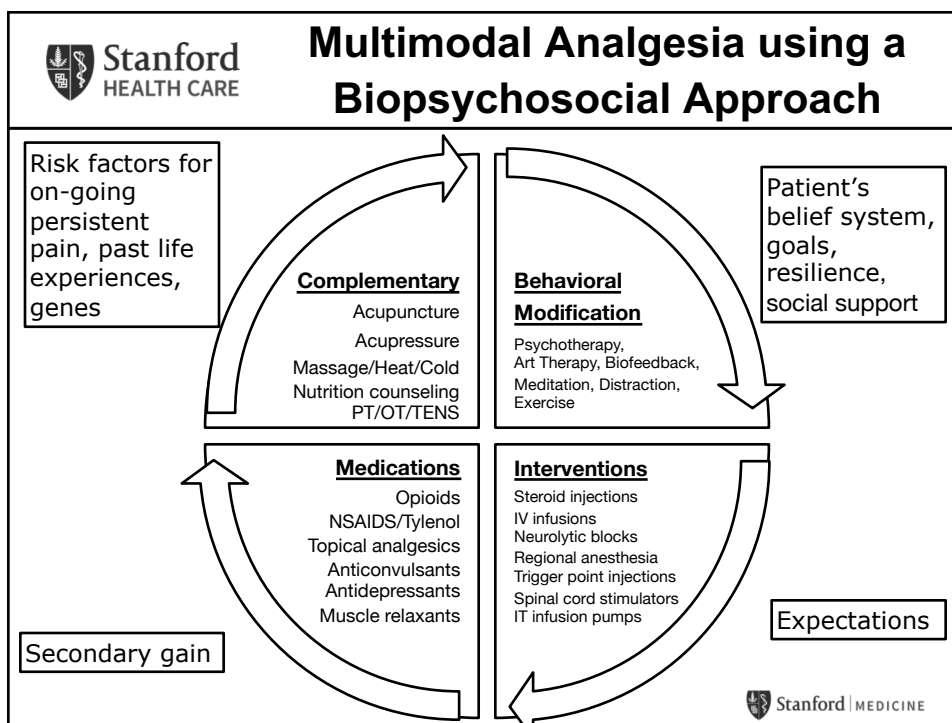 Stanford
HEALTH CARE
Multimodal Analgesia using a
Biopsychosocial Approach
Risk factors for
on-going
persistent
pain, past life
experiences,
genes
Patient's
belief system,
goals,
resilience,
social support
Complementary
Acupuncture
Acupressure
Massage/Heat/Cold
Nutrition counseling
PT/OT/TENS
Behavioral
Modification
Psychotherapy,
Art Therapy, Biofeedback,
Meditation, Distraction,
Exercise
Medications
Opioids
NSAIDS/Tylenol
Topical analgesics
Anticonvulsants
Antidepressants
Muscle relaxants
Interventions
Steroid injections
IV infusions
Neurolytic blocks
Regional anesthesia
Trigger point injections
Spinal cord stimulators
IT infusion pumps
Secondary gain
Expectations
Stanford | MEDICINE